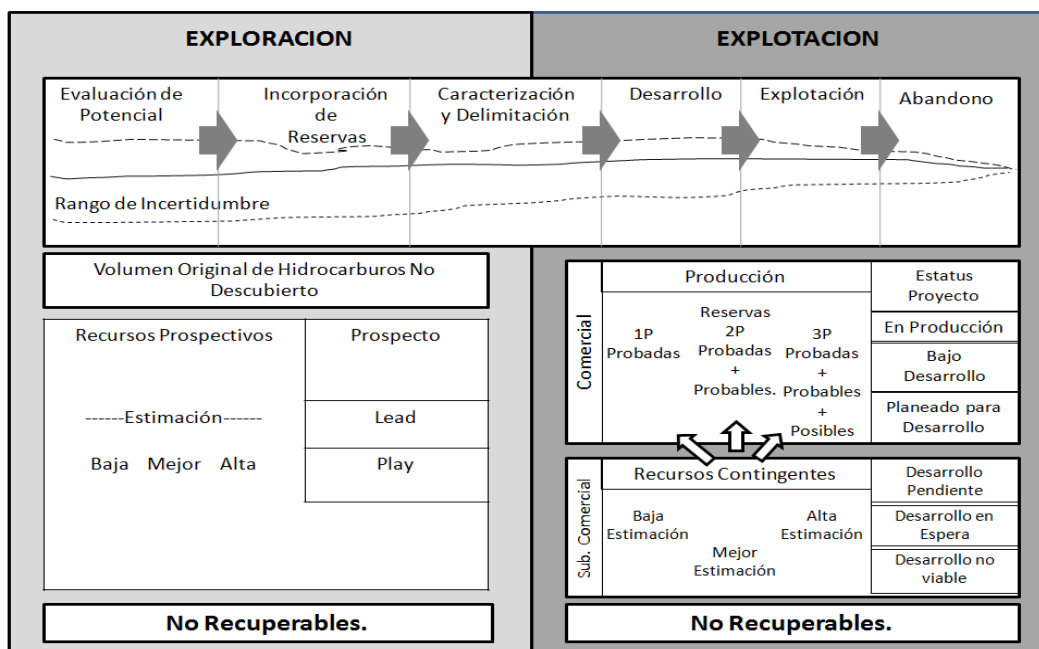 EXPLORACION
EXPLOTACION
Evaluación de
Potencial
Incorporación
de
Reservas
Caracterización
y Delimitación
Desarrollo
Explotación
Abandono
Rango de Incertidumbre
Volumen Original de Hidrocarburos No
Descubierto
Recursos Prospectivos
------Estimación------
Baja Mejor Alta
Prospecto
Lead
Play
No Recuperables.
Comercial
Producción
Reservas
1P
Probadas
2P
Probadas
+
Probables.
3P
Probadas
+
Probables
+
Posibles
Estatus
Proyecto
En Producción
Bajo
Desarrollo
Planeado para
Desarrollo
Sub. Comercial
Recursos Contingentes
Baja
Estimación
Mejor
Estimación
Alta
Estimación
Desarrollo
Pendiente
Desarrollo en
Espera
Desarrollo no
viable
No Recuperables.